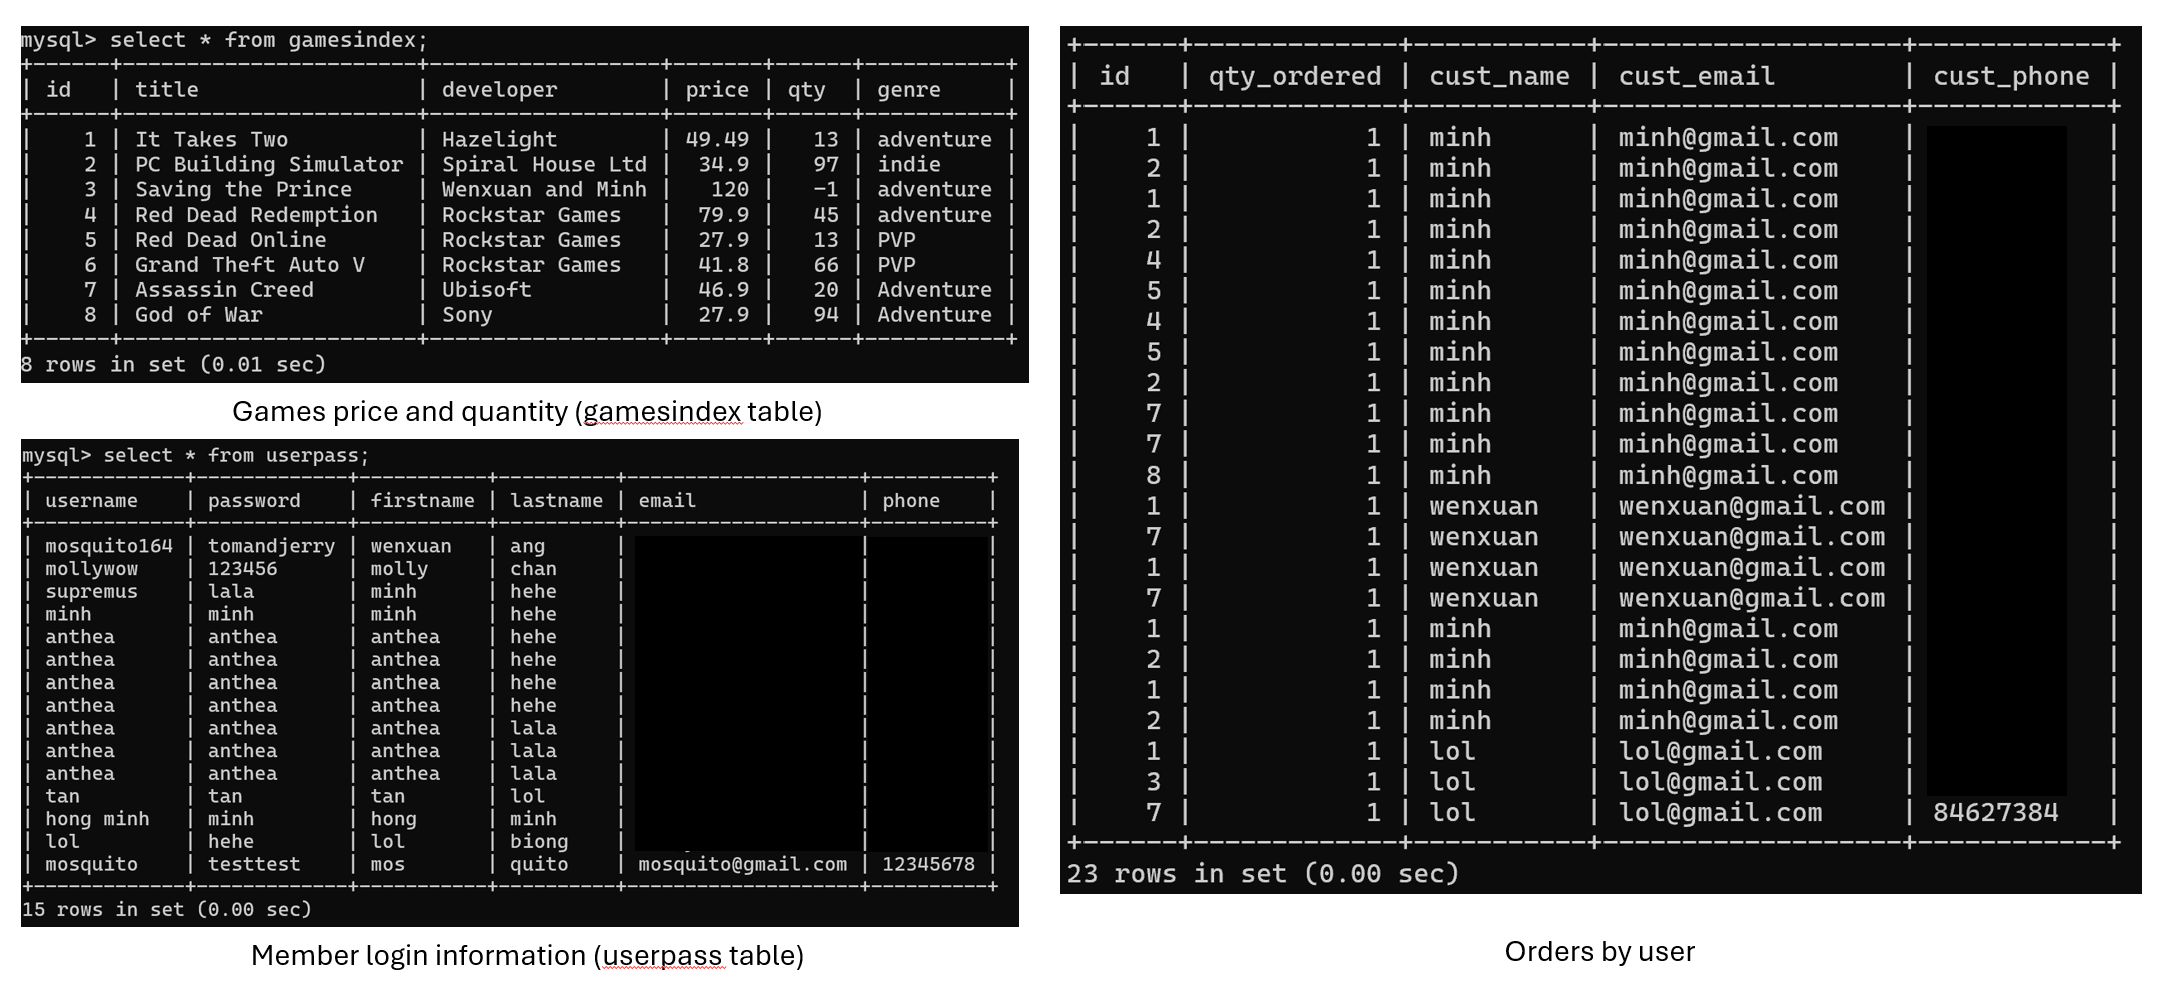 mysql> select * from gamesindex;
+------+-----------------------+------------------+-------+------+-----------+
| id | title | developer | price | qty | genre |
+------+-----------------------+------------------+-------+------+-----------+
| 1 | It Takes Two | Hazelight | 49.49 | 13 | adventure |
| 2 | PC Building Simulator | Spiral House Ltd | 34.9 | 97 | indie |
| 3 | Saving the Prince | Wenxuan and Minh | 120 | -1 | adventure |
| 4 | Red Dead Redemption | Rockstar Games | 79.9 | 45 | adventure |
| 5 | Red Dead Online | Rockstar Games | 27.9 | 13 | PVP |
| 6 | Grand Theft Auto V | Rockstar Games | 41.8 | 66 | PVP |
| 7 | Assassin Creed | Ubisoft | 46.9 | 20 | Adventure |
| 8 | God of War | Sony | 27.9 | 94 | Adventure |
+------+-----------------------+------------------+-------+------+-----------+
8 rows in set (0.01 sec)
Games price and quantity (gamesindex table)
mysql> select * from userpass;
+-------------+------------+-----------+----------+--------------------+----------+
| username | password | firstname | lastname | email | phone |
+-------------+------------+-----------+----------+--------------------+----------+
| mosquito164 | tomandjerry | wenxuan | ang | | |
| mollywow | 123456 | molly | chan | | |
| supremus | lala | minh | hehe | | |
| minh | minh | minh | hehe | | |
| anthea | anthea | anthea | hehe | | |
| anthea | anthea | anthea | hehe | | |
| anthea | anthea | anthea | hehe | | |
| anthea | anthea | anthea | hehe | | |
| anthea | anthea | anthea | lala | | |
| anthea | anthea | anthea | lala | | |
| anthea | anthea | anthea | lala | | |
| tan | tan | tan | lol | | |
| hong minh | minh | hong | minh | | |
| lol | hehe | lol | biong | | |
| mosquito | testtest | mos | quito | mosquito@gmail.com | 12345678 |
+-------------+------------+-----------+----------+--------------------+----------+
15 rows in set (0.00 sec)
Member login information (userpass table)
+------+-------------+-----------+-------------------+------------+
| id | qty_ordered | cust_name | cust_email | cust_phone |
+------+-------------+-----------+-------------------+------------+
| 1 | 1 | minh | minh@gmail.com | |
| 2 | 1 | minh | minh@gmail.com | |
| 1 | 1 | minh | minh@gmail.com | |
| 2 | 1 | minh | minh@gmail.com | |
| 4 | 1 | minh | minh@gmail.com | |
| 5 | 1 | minh | minh@gmail.com | |
| 4 | 1 | minh | minh@gmail.com | |
| 5 | 1 | minh | minh@gmail.com | |
| 2 | 1 | minh | minh@gmail.com | |
| 7 | 1 | minh | minh@gmail.com | |
| 7 | 1 | minh | minh@gmail.com | |
| 8 | 1 | minh | minh@gmail.com | |
| 1 | 1 | wenxuan | wenxuan@gmail.com | |
| 7 | 1 | wenxuan | wenxuan@gmail.com | |
| 1 | 1 | wenxuan | wenxuan@gmail.com | |
| 7 | 1 | wenxuan | wenxuan@gmail.com | |
| 1 | 1 | minh | minh@gmail.com | |
| 2 | 1 | minh | minh@gmail.com | |
| 1 | 1 | minh | minh@gmail.com | |
| 2 | 1 | minh | minh@gmail.com | |
| 1 | 1 | lol | lol@gmail.com | |
| 3 | 1 | lol | lol@gmail.com | |
| 7 | 1 | lol | lol@gmail.com | 84627384 |
+------+-------------+-----------+-------------------+------------+
23 rows in set (0.00 sec)
Orders by user